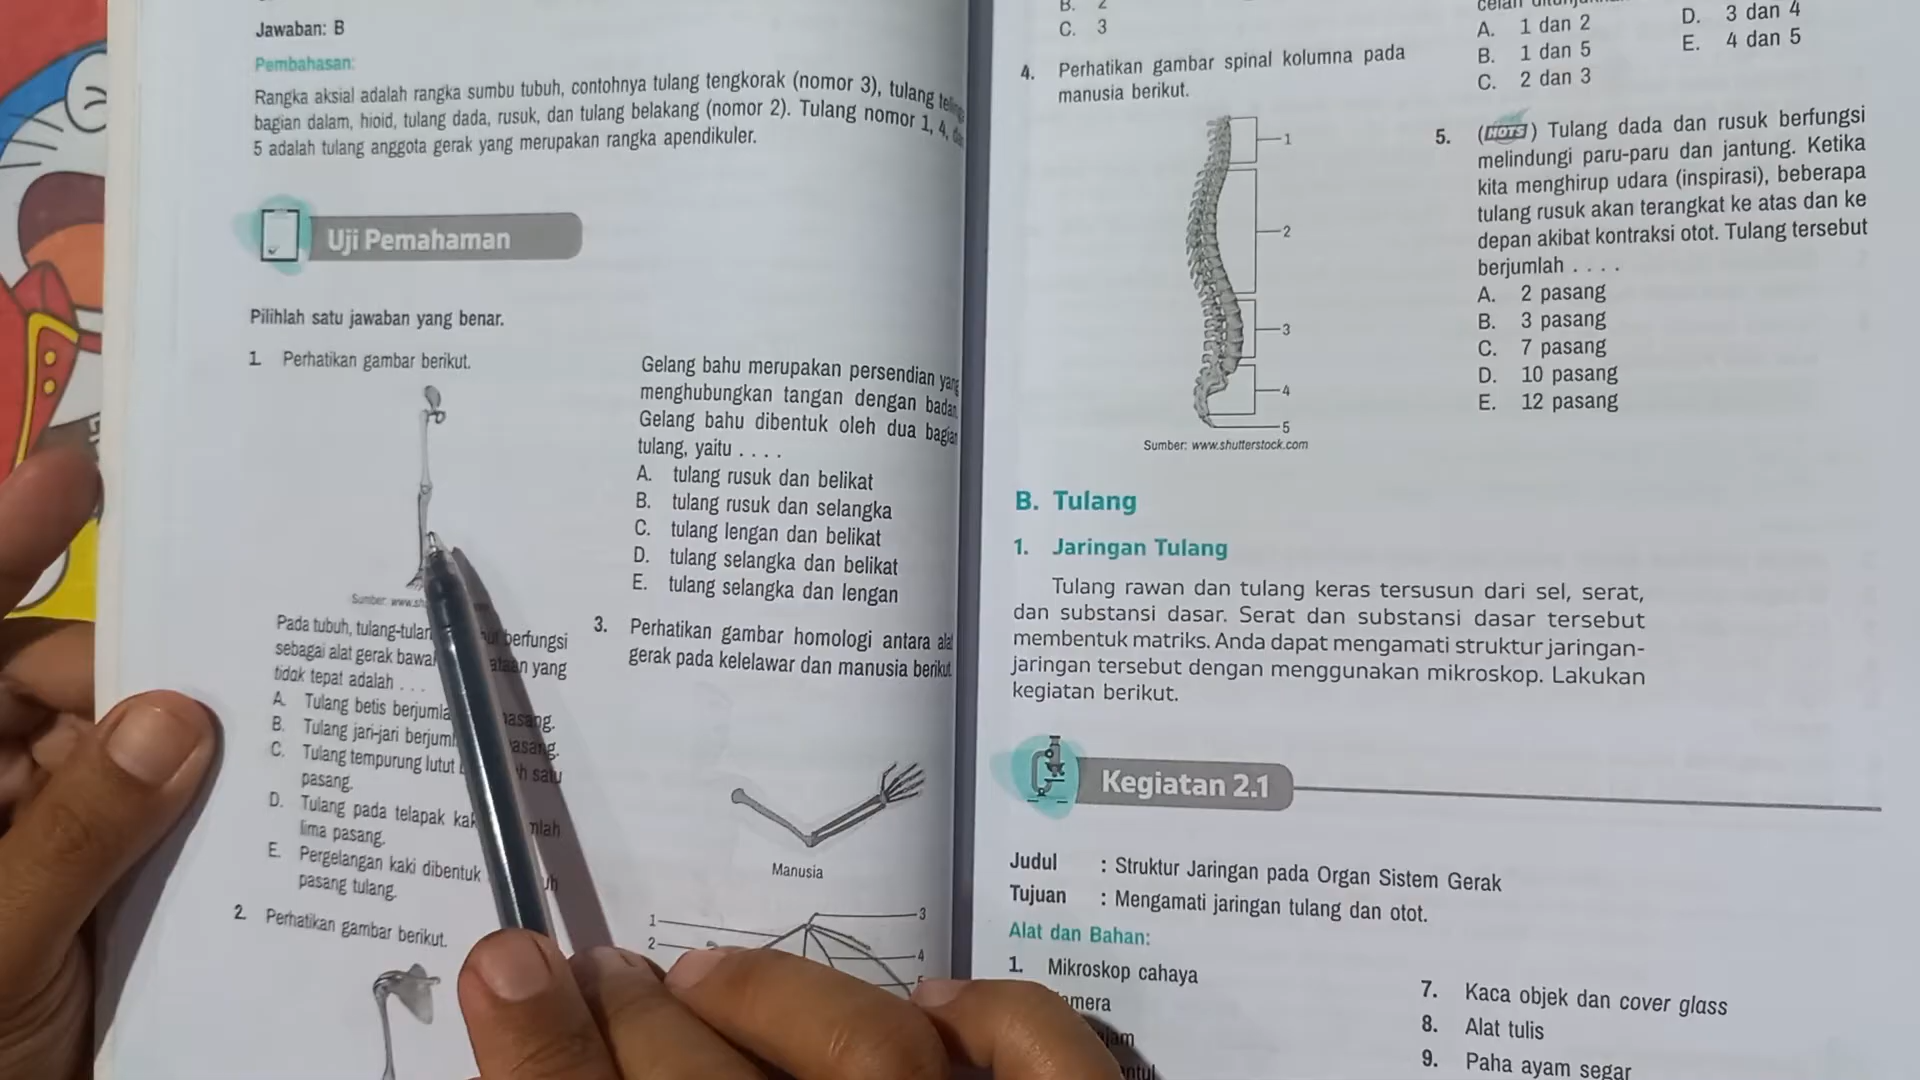 Jawaban: B
Pembahasan:
Rangka aksial adalah rangka sumbu tubuh, contohnya tulang tengkorak (nomor 3), tulang
bagian dalam, hioid, tulang dada, rusuk, dan tulang belakang (nomor 2). Tulang nomor 1, 4,
5 adalah tulang anggota gerak yang merupakan rangka apendikuler.
Uji Pemahaman
Pilihlah satu jawaban yang benar.
1. Perhatikan gambar berikut.
Sumber:
Pada tubuh, berfungsi
sebagai alat gerak yang
tidak tepat adalah . . .
A. Tulang betis pasang.
B. Tulang jari-jari
C. Tulang tempurung lutut satu
pasang.
D. Tulang pada telapak
lima pasang.
E. Pergelangan kaki dibentuk
pasang tulang.
2. Perhatikan gambar berikut.
Gelang bahu merupakan persendian
menghubungkan tangan dengan
Gelang bahu dibentuk oleh dua
tulang, yaitu . . . .
A. tulang rusuk dan belikat
B. tulang rusuk dan selangka
C. tulang lengan dan belikat
D. tulang selangka dan belikat
E. tulang selangka dan lengan
3. Perhatikan gambar homologi antara
gerak pada kelelawar dan manusia
Manusia
1
2
3
4
B. 2
C. 3
4. Perhatikan gambar spinal kolumna pada
manusia berikut.
1
2
3
4
5
Sumber: www.shutterstock.com
A. 1 dan 2
B. 1 dan 5
C. 2 dan 3
D. 3 dan 4
E. 4 dan 5
5. (HOTS) Tulang dada dan rusuk berfungsi
melindungi paru-paru dan jantung. Ketika
kita menghirup udara (inspirasi), beberapa
tulang rusuk akan terangkat ke atas dan ke
depan akibat kontraksi otot. Tulang tersebut
berjumlah . . . .
A. 2 pasang
B. 3 pasang
C. 7 pasang
D. 10 pasang
E. 12 pasang
B. Tulang
1. Jaringan Tulang
Tulang rawan dan tulang keras tersusun dari sel, serat,
dan substansi dasar. Serat dan substansi dasar tersebut
membentuk matriks. Anda dapat mengamati struktur jaringan-
jaringan tersebut dengan menggunakan mikroskop. Lakukan
kegiatan berikut.
Kegiatan 2.1
Judul : Struktur Jaringan pada Organ Sistem Gerak
Tujuan : Mengamati jaringan tulang dan otot.
Alat dan Bahan:
1. Mikroskop cahaya
7. Kaca objek dan cover glass
8. Alat tulis
9. Paha ayam segar